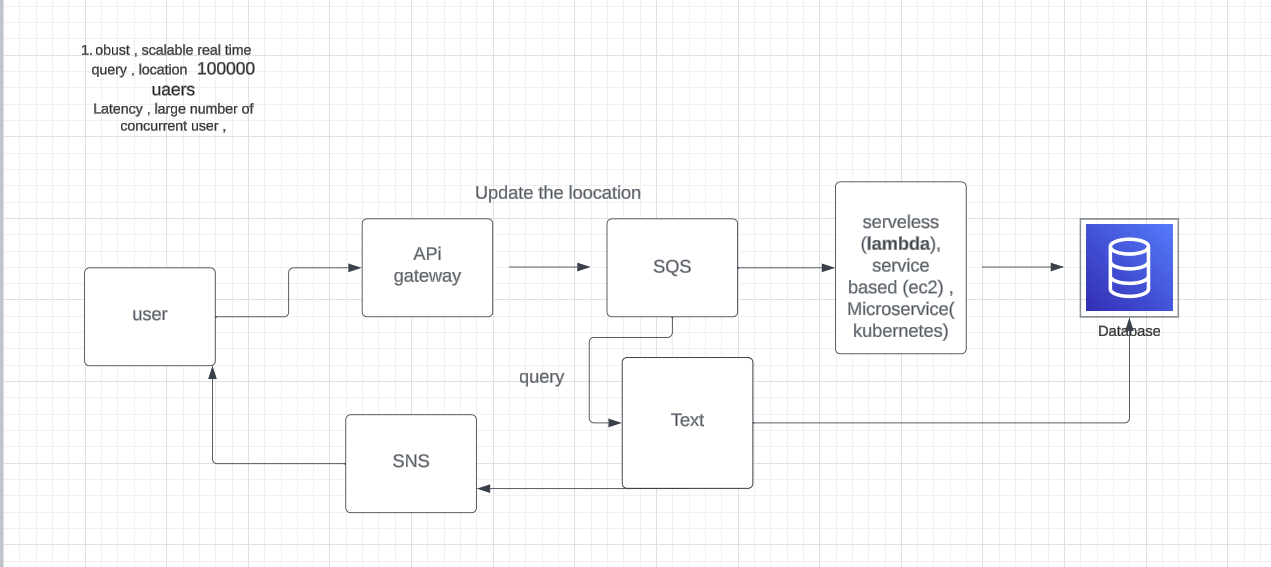 1. obust , scalable real time
query , location 100000
uaers
Latency , large number of
concurrent user ,
Update the loocation
user
APi
gateway
SQS
serveless
(lambda),
service
based (ec2) ,
Microservice(
kubernetes)
Database
query
Text
SNS